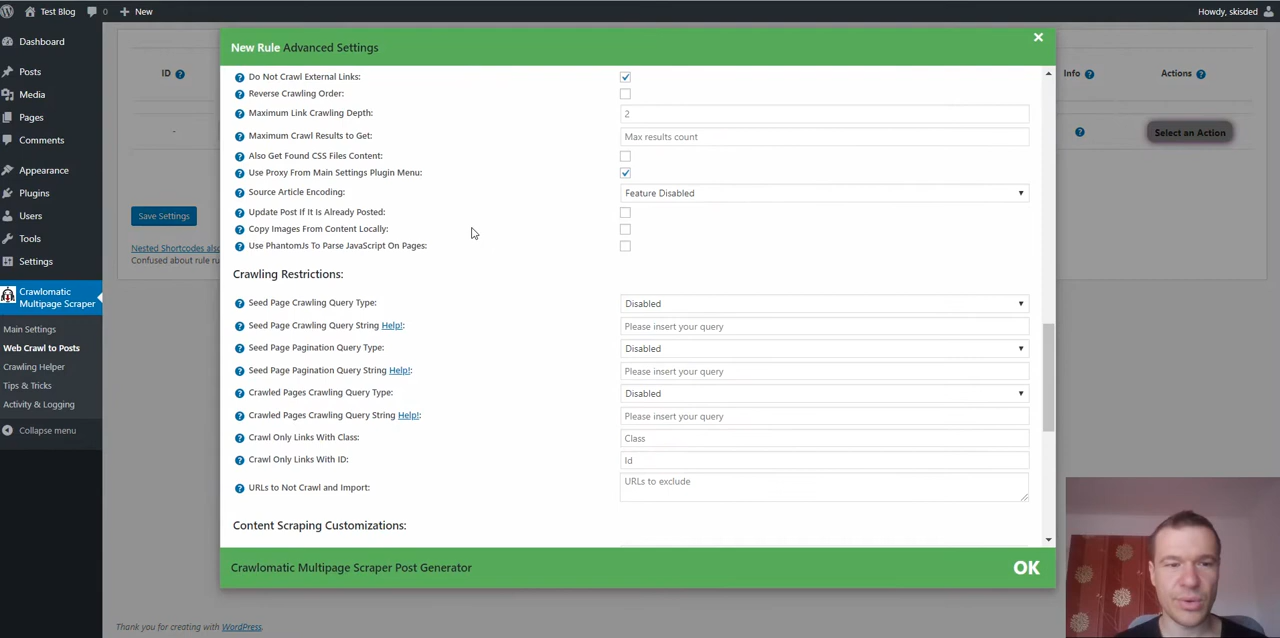 Test Blog
0
New
Howdy, skisded
Dashboard
Posts
Media
Pages
Comments
Appearance
Plugins
Users
Tools
Settings
Crawlomatic
Multipage Scraper
Main Settings
Web Crawl to Posts
Crawling Helper
Tips & Tricks
Activity & Logging
Collapse menu
ID
-
Save Settings
Nested Shortcodes also
Confused about rule ru
Info
Actions
Select an Action
New Rule Advanced Settings
×
Do Not Crawl External Links:
Reverse Crawling Order:
Maximum Link Crawling Depth:
2
Maximum Crawl Results to Get:
Max results count
Also Get Found CSS Files Content:
Use Proxy From Main Settings Plugin Menu:
Source Article Encoding:
Feature Disabled
Update Post If It Is Already Posted:
Copy Images From Content Locally:
Use PhantomJs To Parse JavaScript On Pages:
Crawling Restrictions:
Seed Page Crawling Query Type:
Disabled
Seed Page Crawling Query String Help!:
Please insert your query
Seed Page Pagination Query Type:
Disabled
Seed Page Pagination Query String Help!:
Please insert your query
Crawled Pages Crawling Query Type:
Disabled
Crawled Pages Crawling Query String Help!:
Please insert your query
Crawl Only Links With Class:
Class
Crawl Only Links With ID:
Id
URLs to Not Crawl and Import:
URLs to exclude
Content Scraping Customizations:
Crawlomatic Multipage Scraper Post Generator
OK
Thank you for creating with WordPress.